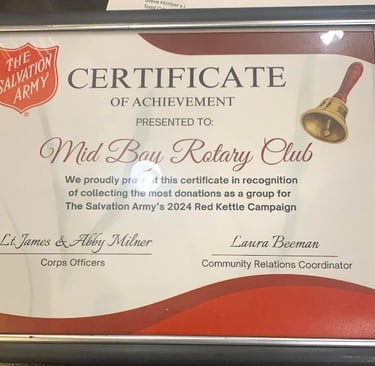 THE
SALVATION
ARMY
CERTIFICATE
OF ACHIEVEMENT
PRESENTED TO:
Mid Bay Rotary Club
We proudly present this certificate in recognition
of collecting the most donations as a group for
The Salvation Army's 2024 Red Kettle Campaign
Lt. James & Abby Milner
Corps Officers
Laura Beeman
Community Relations Coordinator